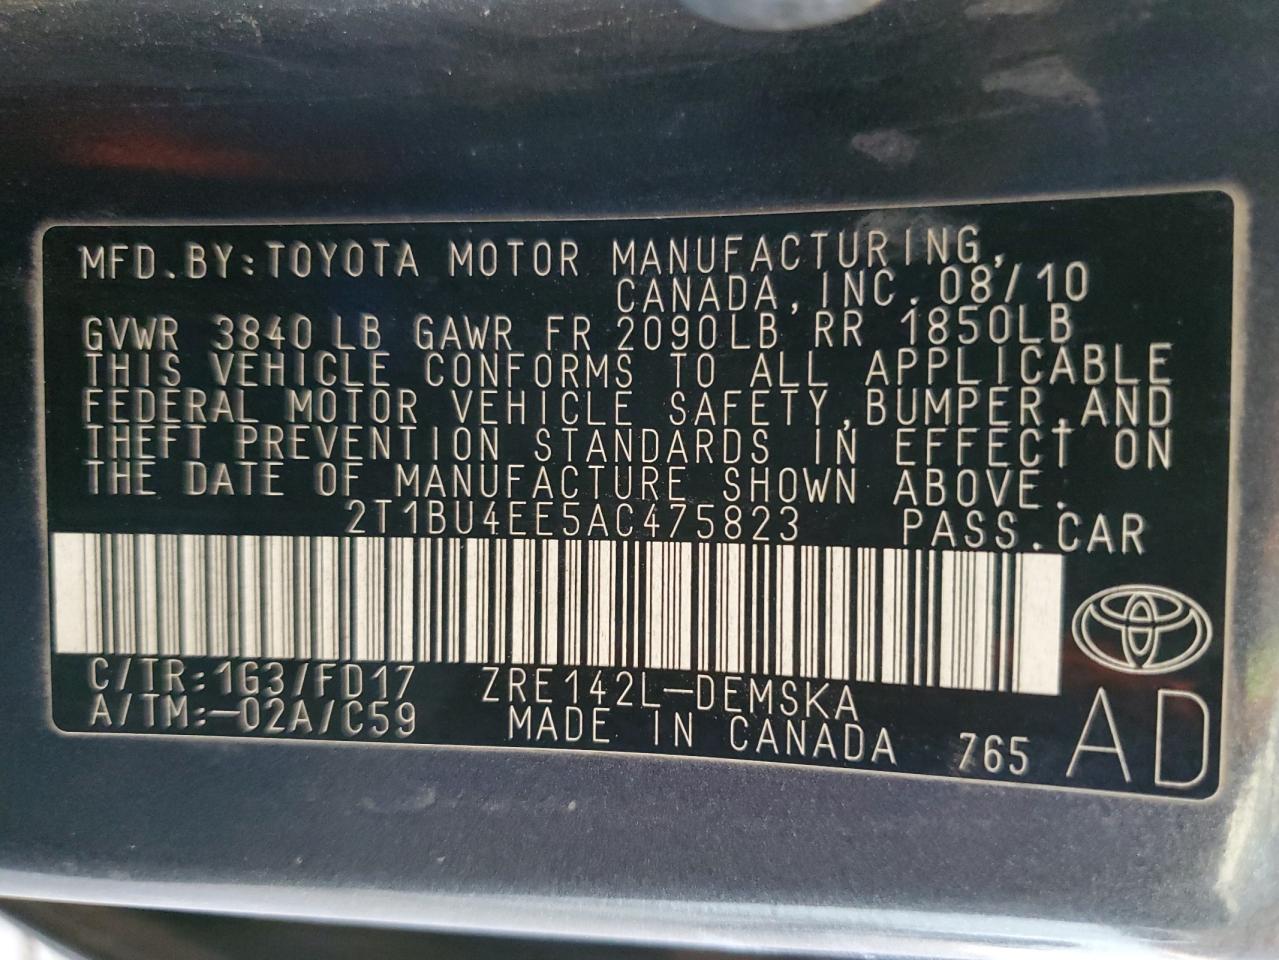 MFD.BY:TOYOTA MOTOR MANUFACTURING,
CANADA,INC. 08/10
GVWR 3840 LB GAWR FR 2090LB RR 1850LB
THIS VEHICLE CONFORMS TO ALL APPLICABLE
FEDERAL MOTOR VEHICLE SAFETY,BUMPER,AND
THEFT PREVENTION STANDARDS IN EFFECT ON
THE DATE OF MANUFACTURE SHOWN ABOVE.
2T1BU4EE5AC475823 PASS.CAR
C/TR:1G3/FD17 ZRE142L-DEMSKA
A/TM:-02A/C59 MADE IN CANADA 765 AD